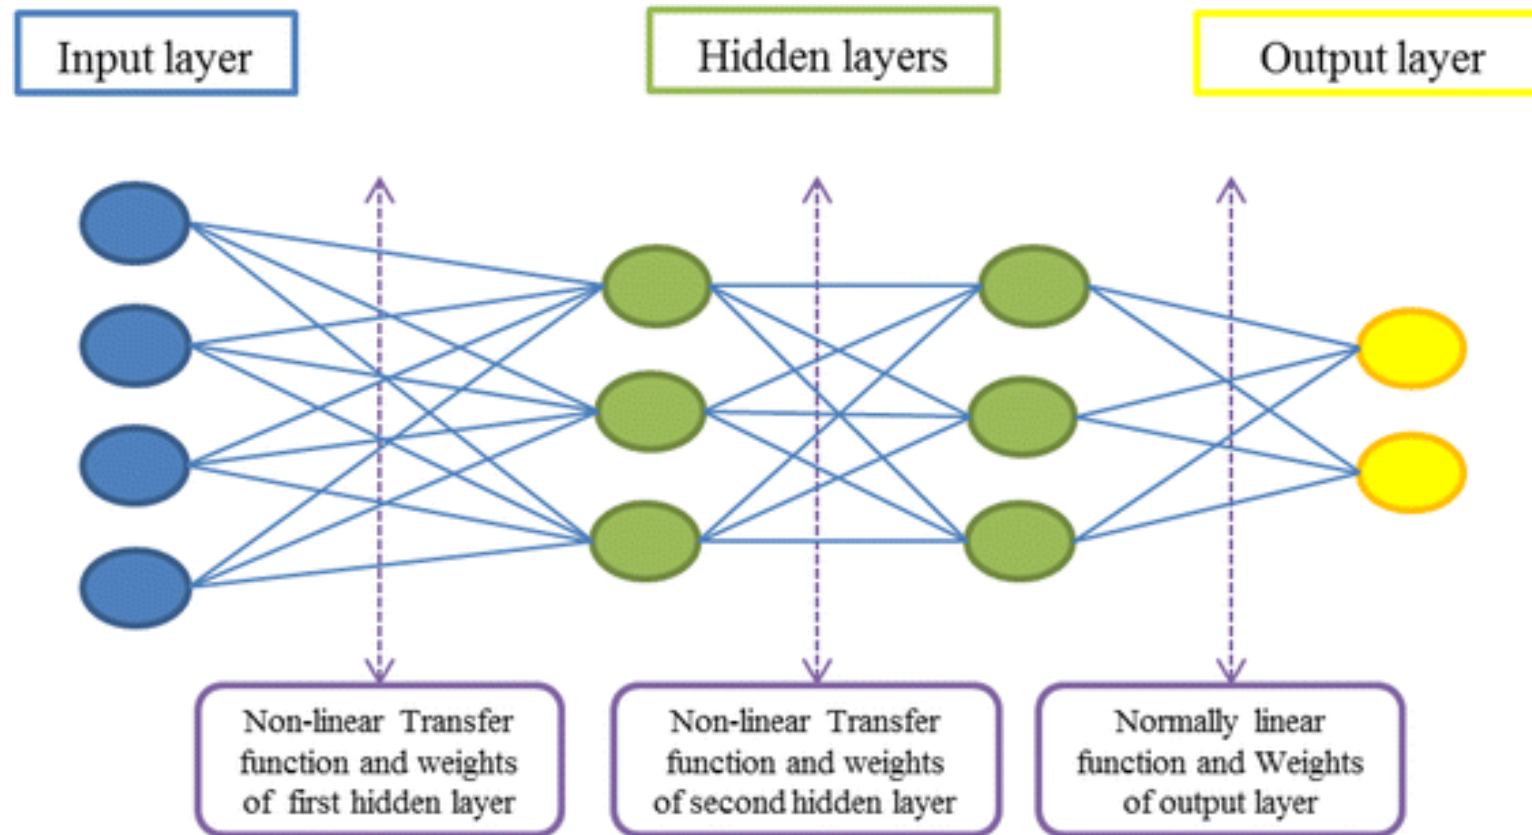 Input layer
Hidden layers
Output layer
Non-linear Transfer
function and weights
of first hidden layer
Non-linear Transfer
function and weights
of second hidden layer
Normally linear
function and Weights
of output layer